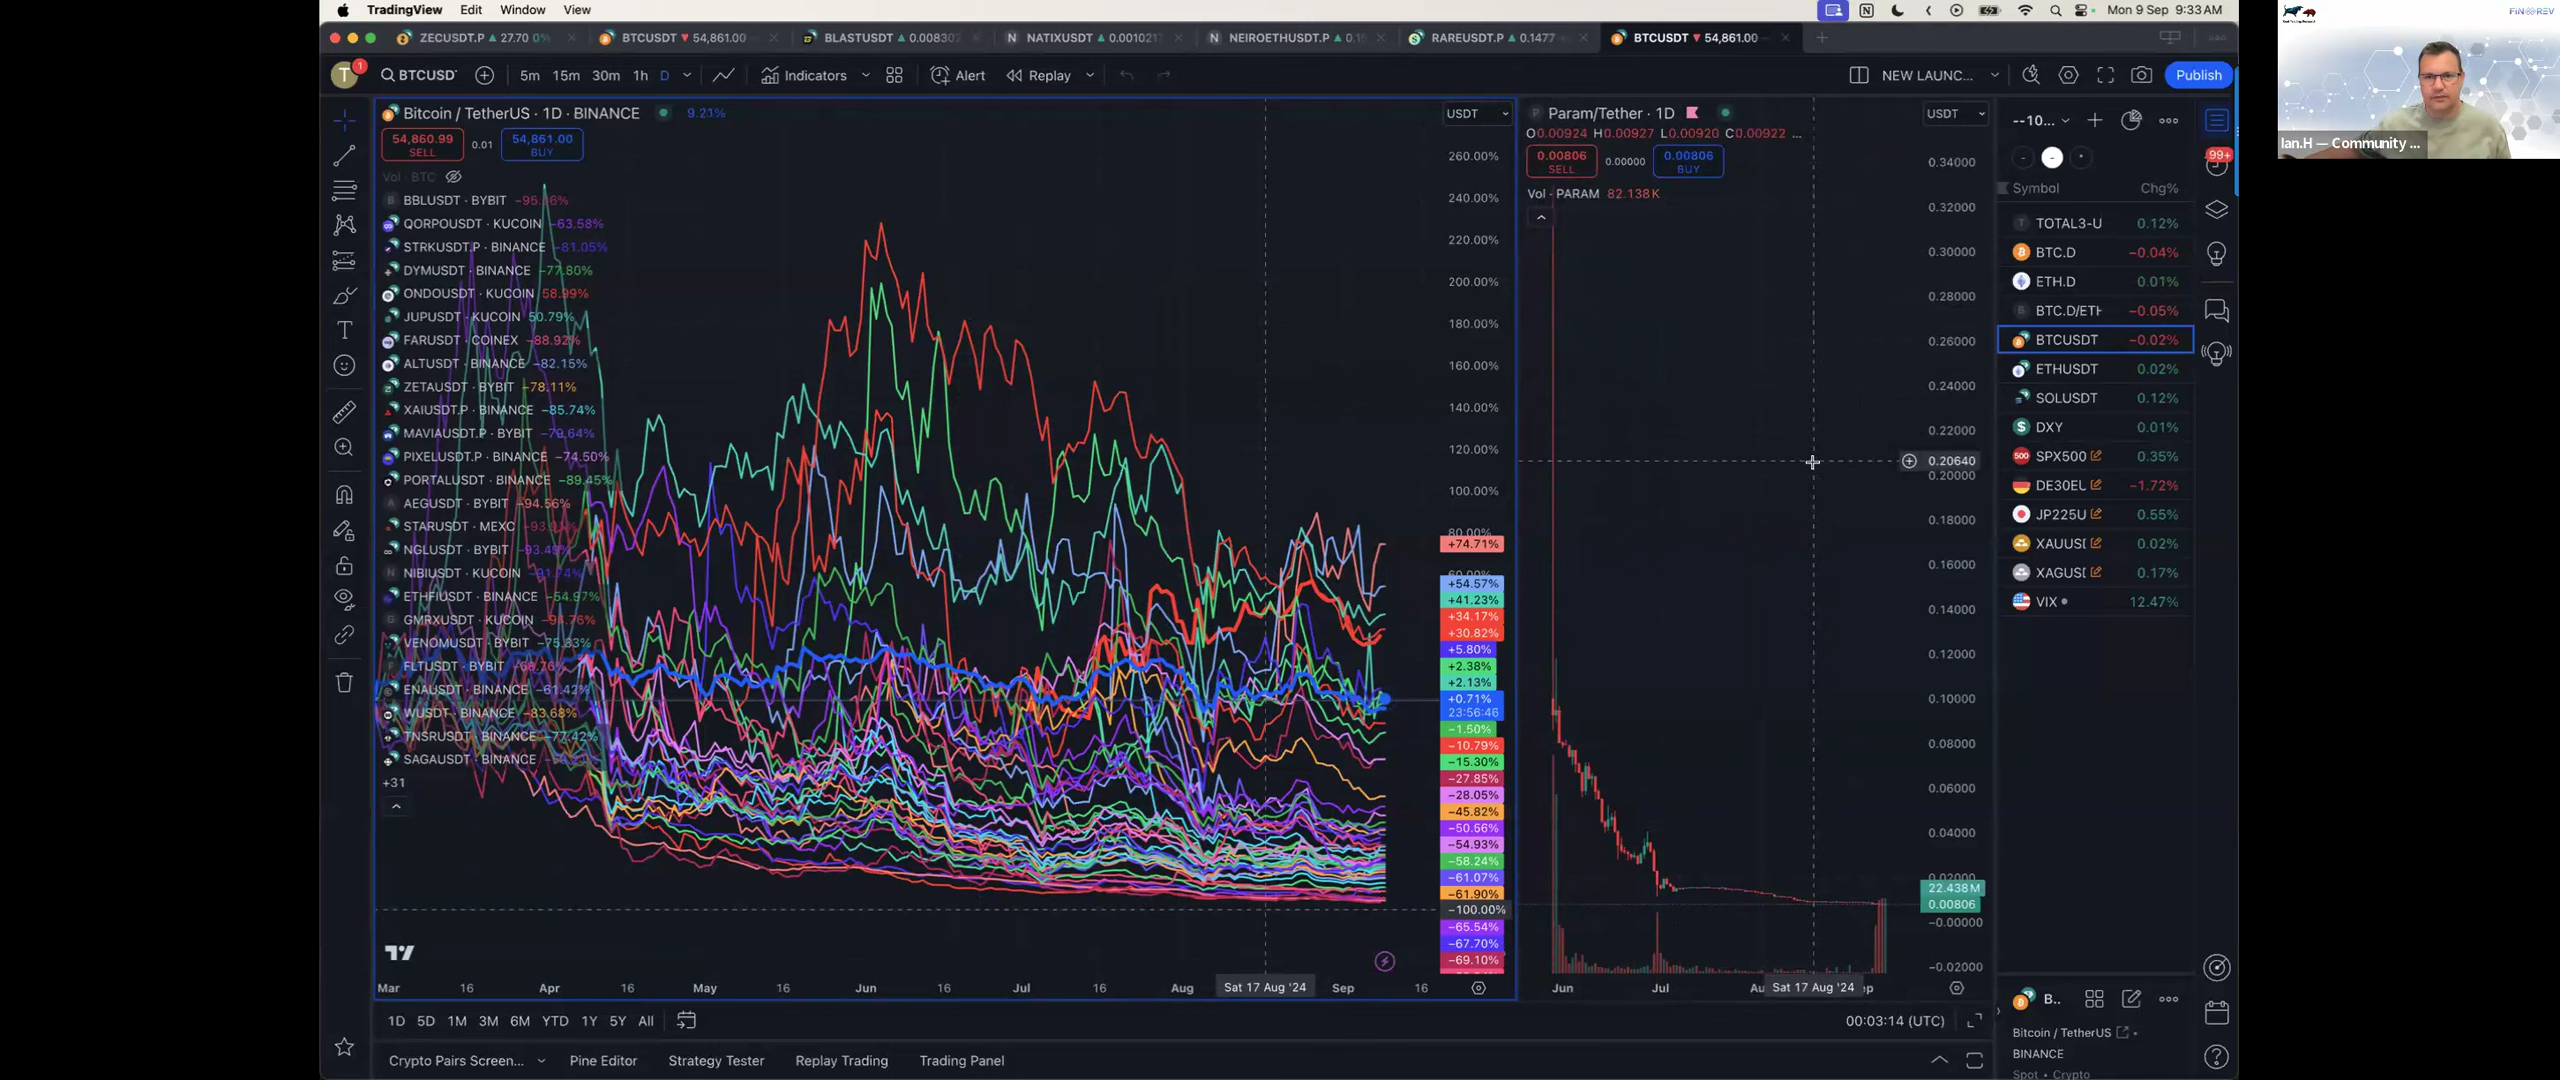 TradingView Edit Window View
Mon 9 Sep 9:33 AM
ZECUSDT.P ▲ 27.70 0%
BTCUSDT ▼ 54,861.00
BLASTUSDT ▲ 0.008302
NATIXUSDT ▲ 0.001021
NEIROETHUSDT.P ▲
RAREUSDT.P ▲ 0.1477
BTCUSDT ▼ 54,861.00
T 1 BTCUSD 5m 15m 30m 1h D Indicators Alert Replay NEW LAUNC... Publish
Bitcoin / TetherUS · 1D · BINANCE 9.21% USDT
54,860.99 SELL 0.01 54,861.00 BUY
Vol · BTC
BBLUSDT · BYBIT
QORPOUSDT · KUCOIN −63.58%
STRKUSDT.P · BINANCE −81.05%
DYMUSDT · BINANCE −77.80%
ONDOUSDT · KUCOIN 58.99%
JUPUSDT · KUCOIN 50.79%
FARUSDT · COINEX −88.92%
ALTUSDT · BINANCE −82.15%
ZETAUSDT · BYBIT −78.11%
XAIUSDT.P · BINANCE −85.74%
MAVIAUSDT.P · BYBIT
PIXELUSDT.P · BINANCE −74.50%
PORTALUSDT · BINANCE −89.45%
AEGUSDT · BYBIT −94.56%
STARUSDT · MEXC
NGLUSDT · BYBIT
NIBIUSDT · KUCOIN
ETHFIUSDT · BINANCE −54.97%
GMRXUSDT · KUCOIN −94.76%
VENOMUSDT · BYBIT
FLTUSDT · BYBIT
ENAUSDT · BINANCE −61.42%
WUSDT · BINANCE −83.68%
TNSRUSDT · BINANCE −77.42%
SAGAUSDT · BINANCE
+31
260.00%
240.00%
220.00%
200.00%
180.00%
160.00%
140.00%
120.00%
100.00%
80.00%
+74.71%
60.00%
+54.57%
+41.23%
+34.17%
+30.82%
+5.80%
+2.38%
+2.13%
+0.71%
23:56:46
−1.50%
−10.79%
−15.30%
−27.85%
−28.05%
−45.82%
−50.56%
−54.93%
−58.24%
−61.07%
−61.90%
−100.00%
−65.54%
−67.70%
−69.10%
Mar 16 Apr 16 May 16 Jun 16 Jul 16 Aug Sat 17 Aug '24 Sep 16
Param/Tether · 1D USDT
O0.00924 H0.00927 L0.00920 C0.00922 ...
0.00806 SELL 0.00000 0.00806 BUY
Vol · PARAM 82.138K
0.34000
0.32000
0.30000
0.28000
0.26000
0.24000
0.22000
0.20640
0.20000
0.18000
0.16000
0.14000
0.12000
0.10000
0.08000
0.06000
0.04000
0.02000
22.438M
0.00806
−0.00000
−0.02000
Jun Jul Sat 17 Aug '24
--10...
99+
Symbol Chg%
TOTAL3-U 0.12%
BTC.D −0.04%
ETH.D 0.01%
BTC.D/ETH −0.05%
BTCUSDT −0.02%
ETHUSDT 0.02%
SOLUSDT 0.12%
DXY 0.01%
SPX500 0.35%
DE30EU −1.72%
JP225U 0.55%
XAUUSD 0.02%
XAGUSD 0.17%
VIX 12.47%
B..
Bitcoin / TetherUS
BINANCE
Spot • Crypto
1D 5D 1M 3M 6M YTD 1Y 5Y All
00:03:14 (UTC)
Crypto Pairs Screen... Pine Editor Strategy Tester Replay Trading Trading Panel
Ian.H — Community ...